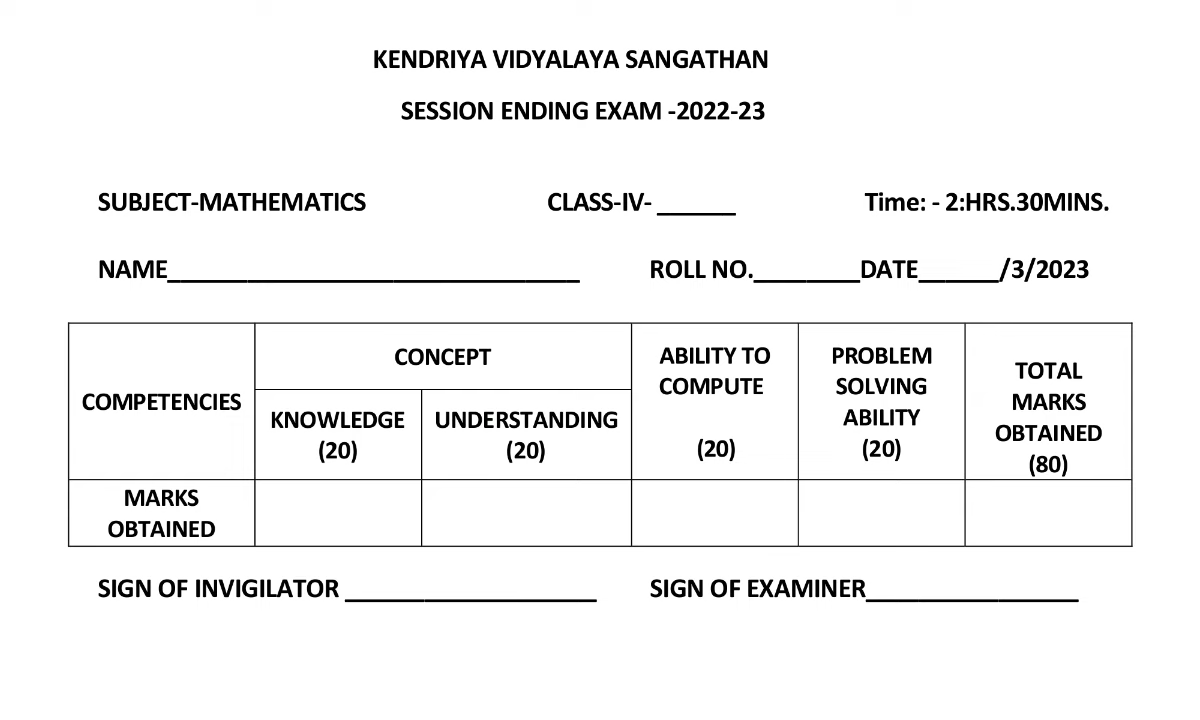 KENDRIYA VIDYALAYA SANGATHAN
SESSION ENDING EXAM -2022-23
SUBJECT-MATHEMATICS CLASS-IV- ______ Time: - 2:HRS.30MINS.
NAME_______________________________ ROLL NO.________DATE______/3/2023
COMPETENCIES
CONCEPT
KNOWLEDGE
(20)
UNDERSTANDING
(20)
ABILITY TO
COMPUTE
(20)
PROBLEM
SOLVING
ABILITY
(20)
TOTAL
MARKS
OBTAINED
(80)
MARKS
OBTAINED
SIGN OF INVIGILATOR ___________________ SIGN OF EXAMINER________________